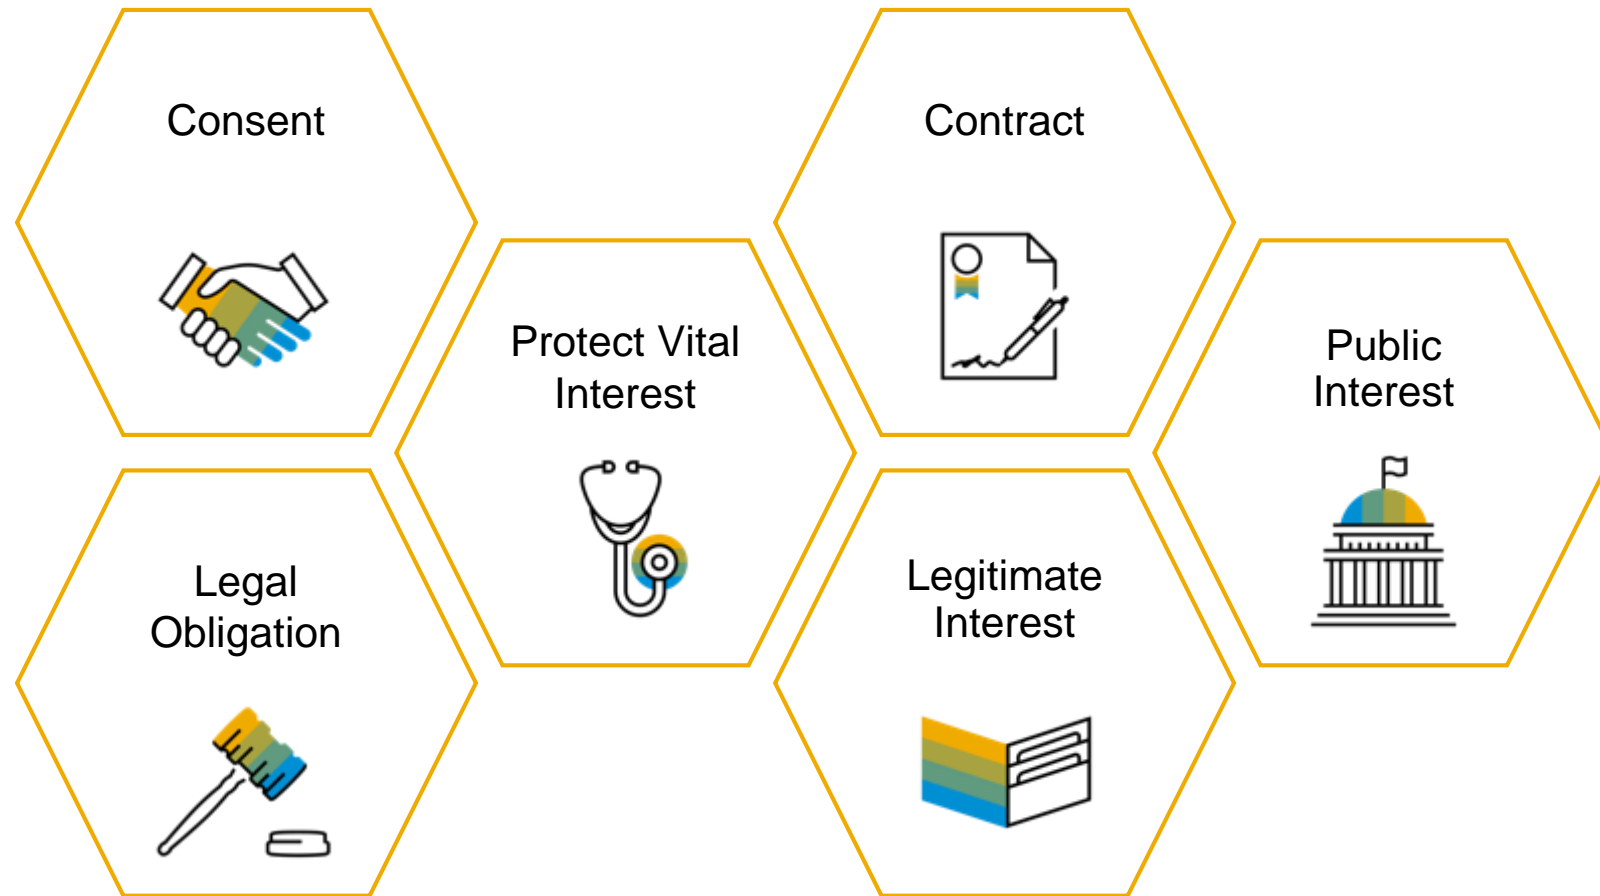 Consent
Contract
Protect Vital
Interest
Public
Interest
Legal
Obligation
Legitimate
Interest